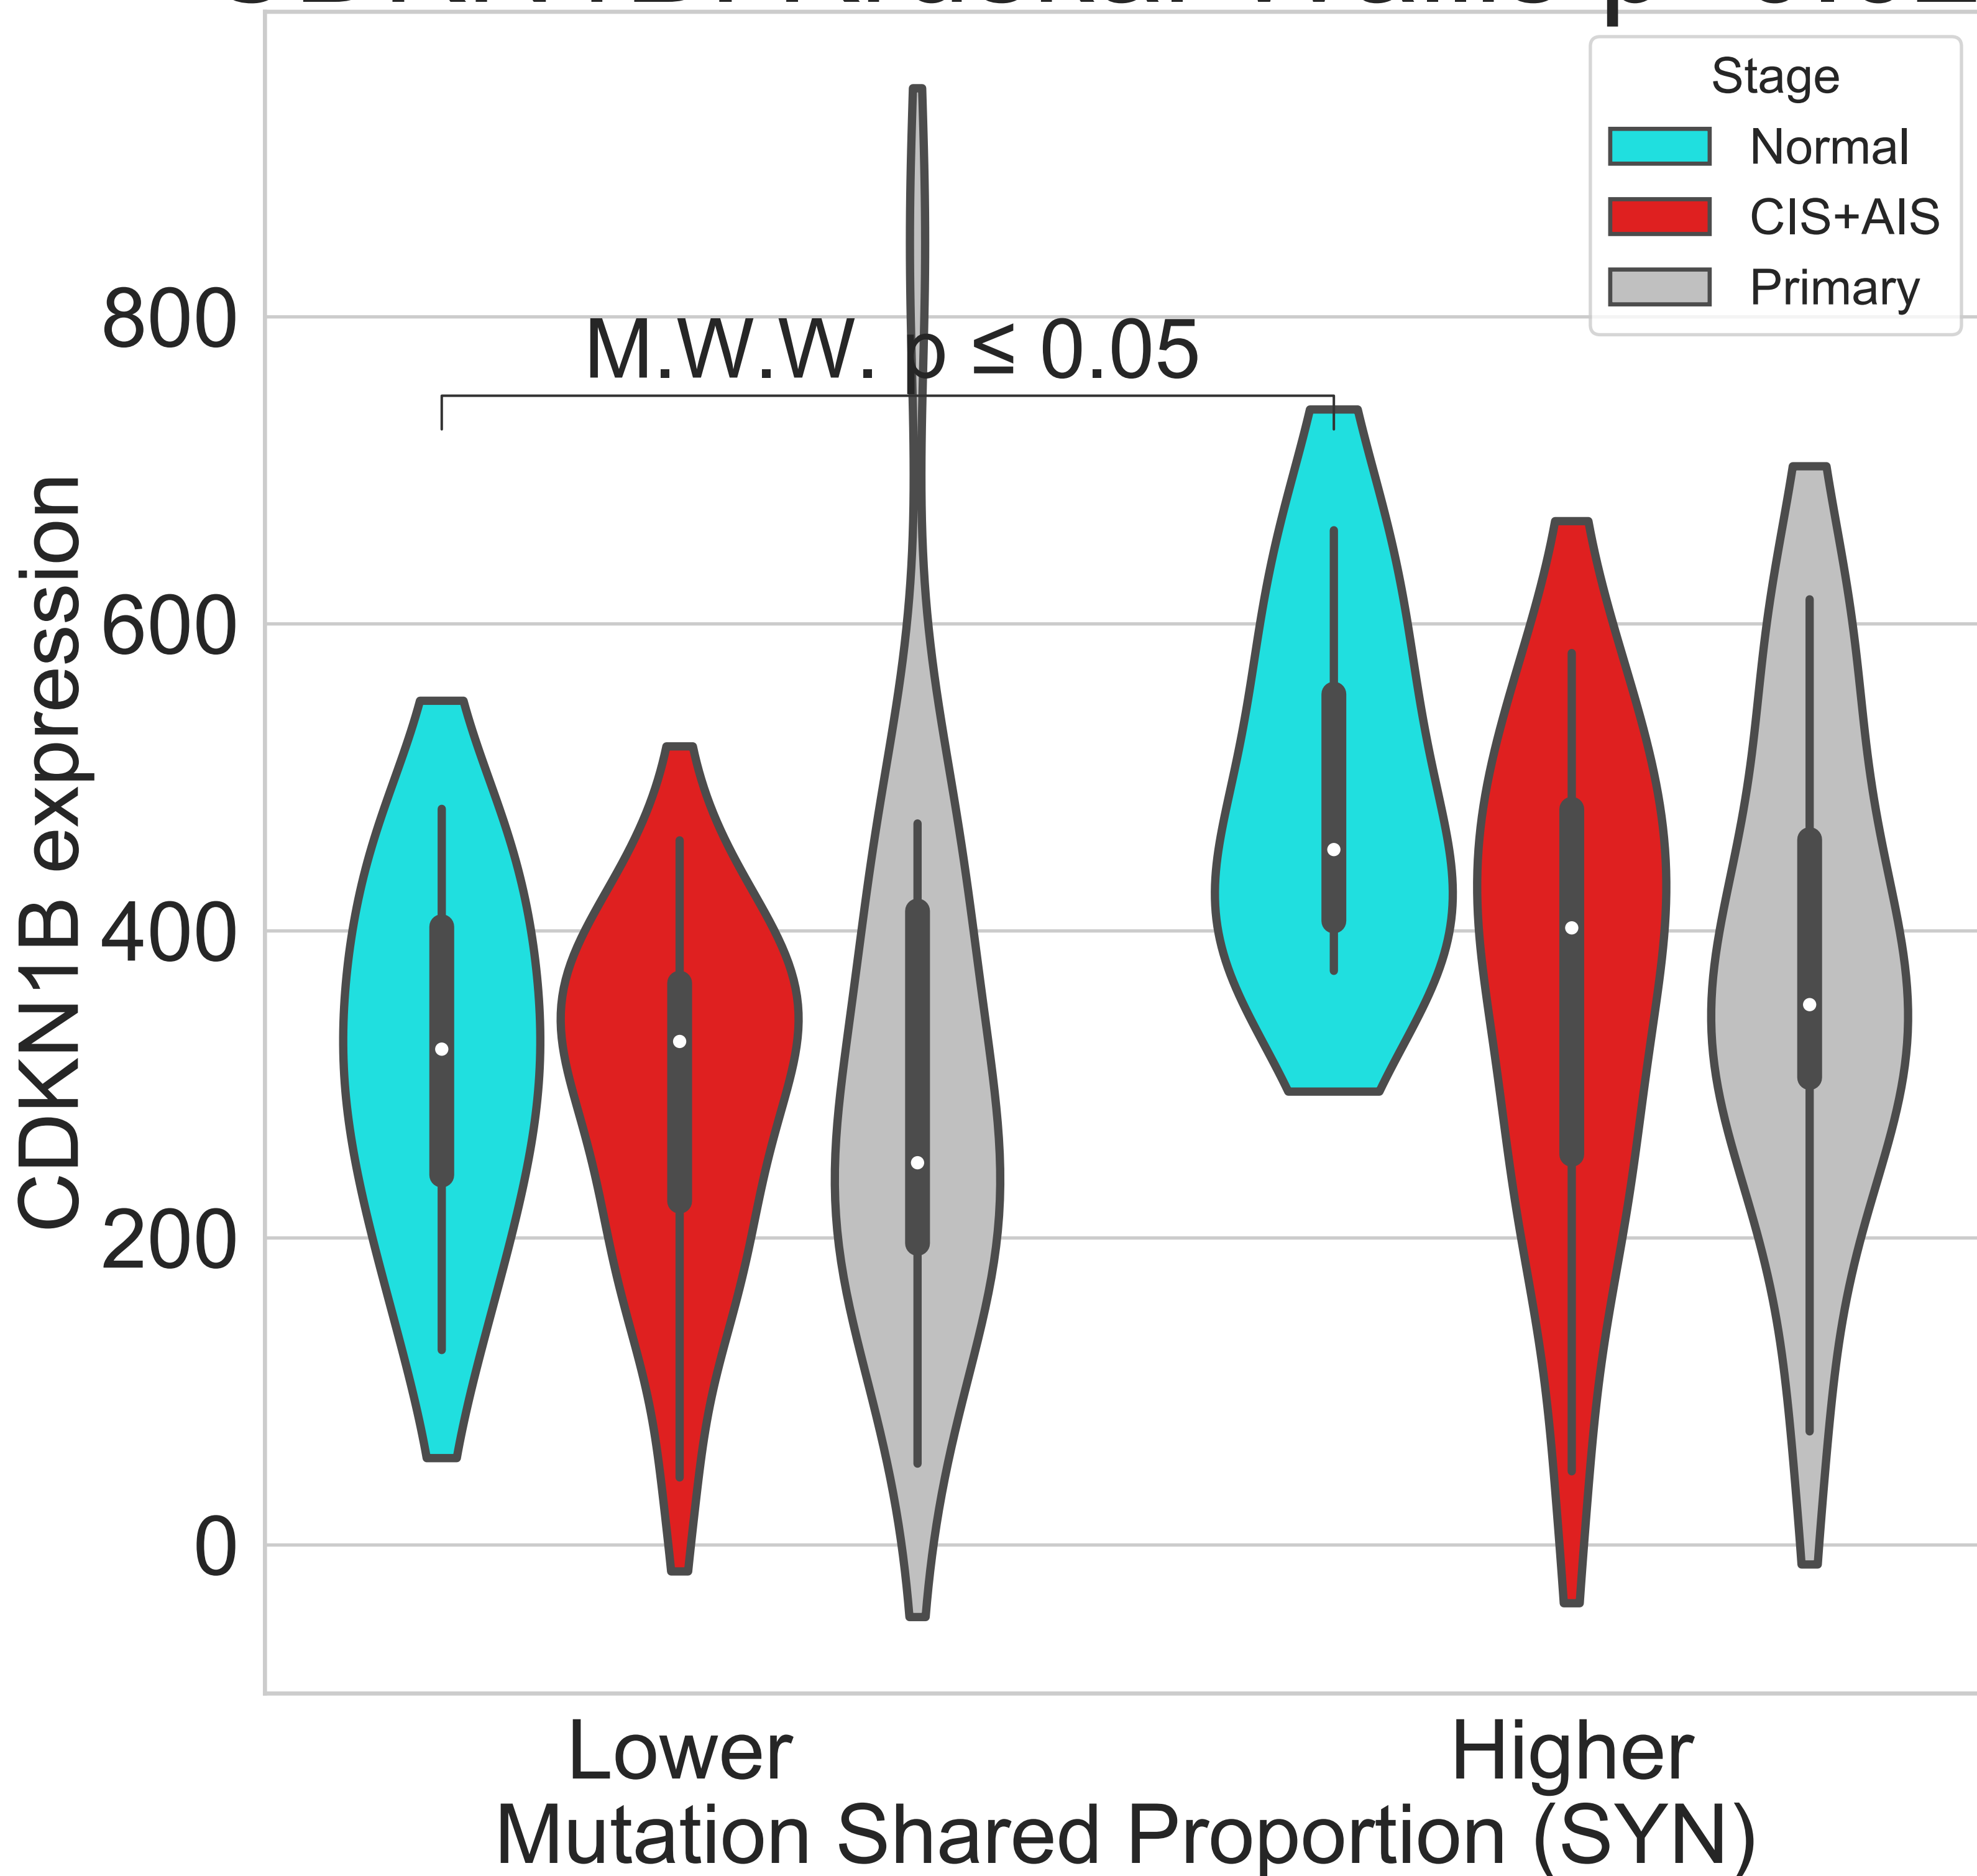 Stage
Normal
CIS+AIS
Primary
M.W.W. p ≤ 0.05
800
600
400
200
0
CDKN1B expression
Lower
Higher
Mutation Shared Proportion (SYN)